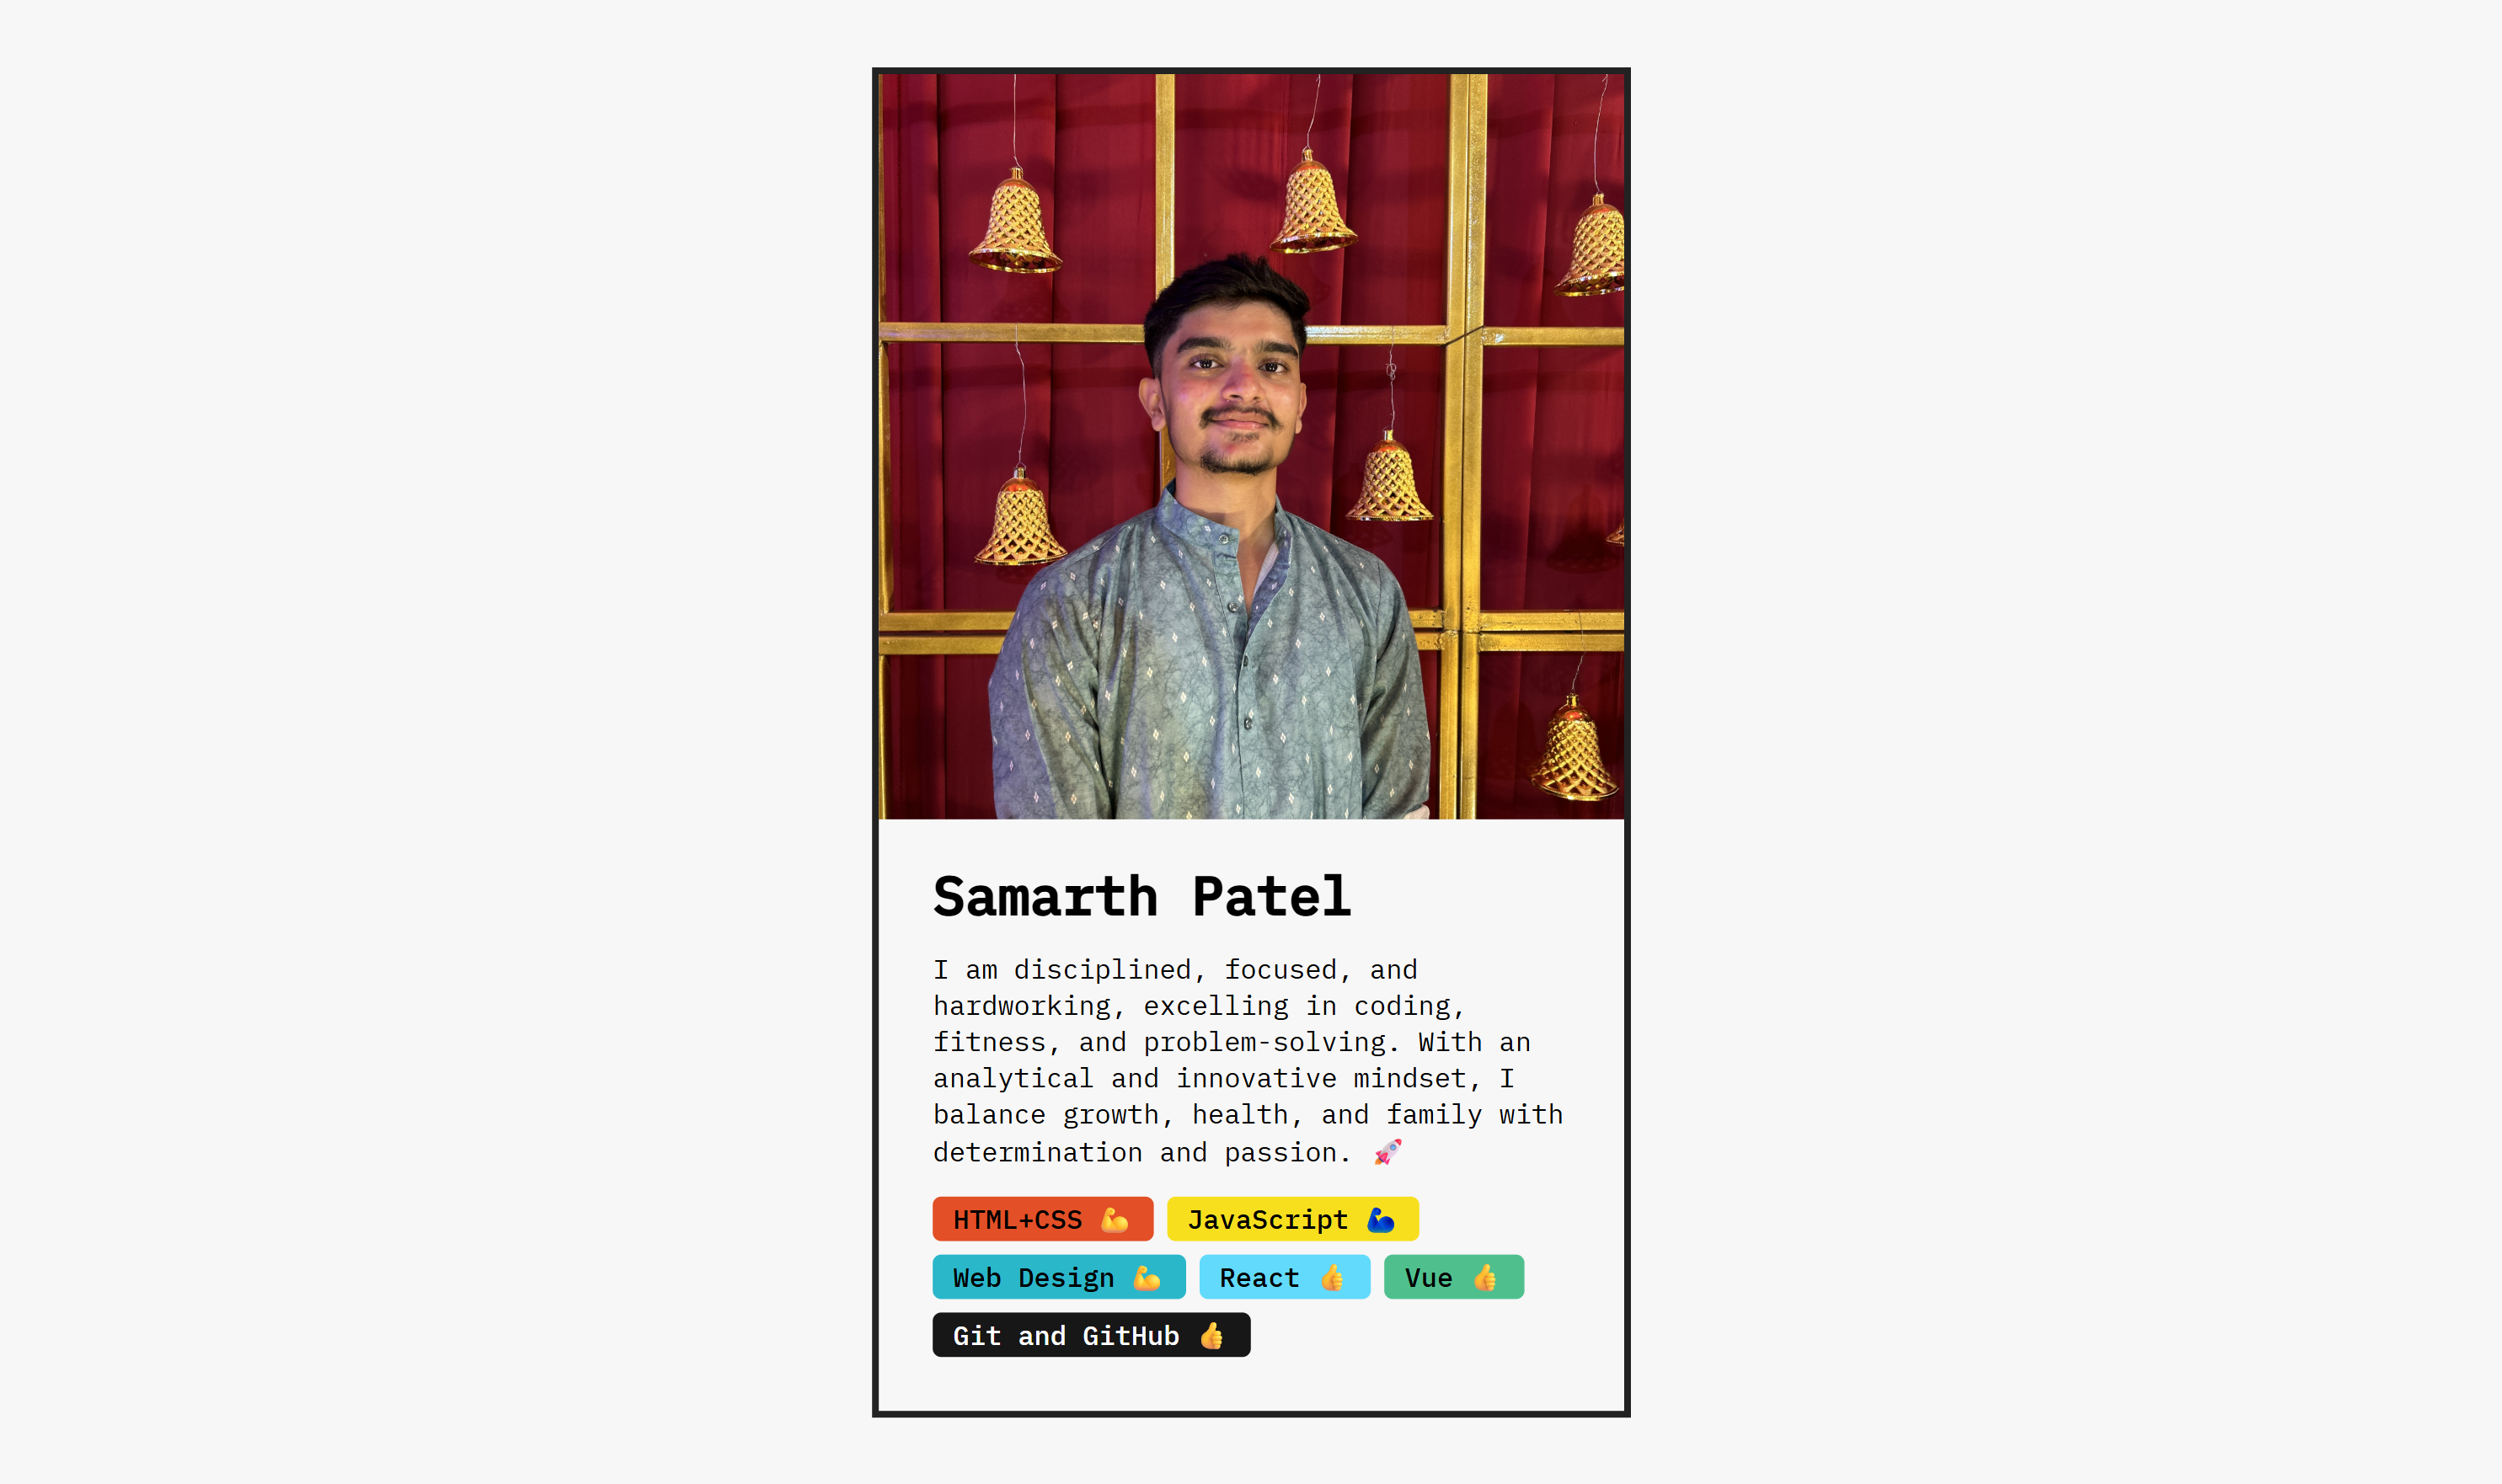 Samarth Patel
I am disciplined, focused, and
hardworking, excelling in coding,
fitness, and problem-solving. With an
analytical and innovative mindset, I
balance growth, health, and family with
determination and passion. 🚀
HTML+CSS 💪 JavaScript 💪
Web Design 💪 React 👍 Vue 👍
Git and GitHub 👍